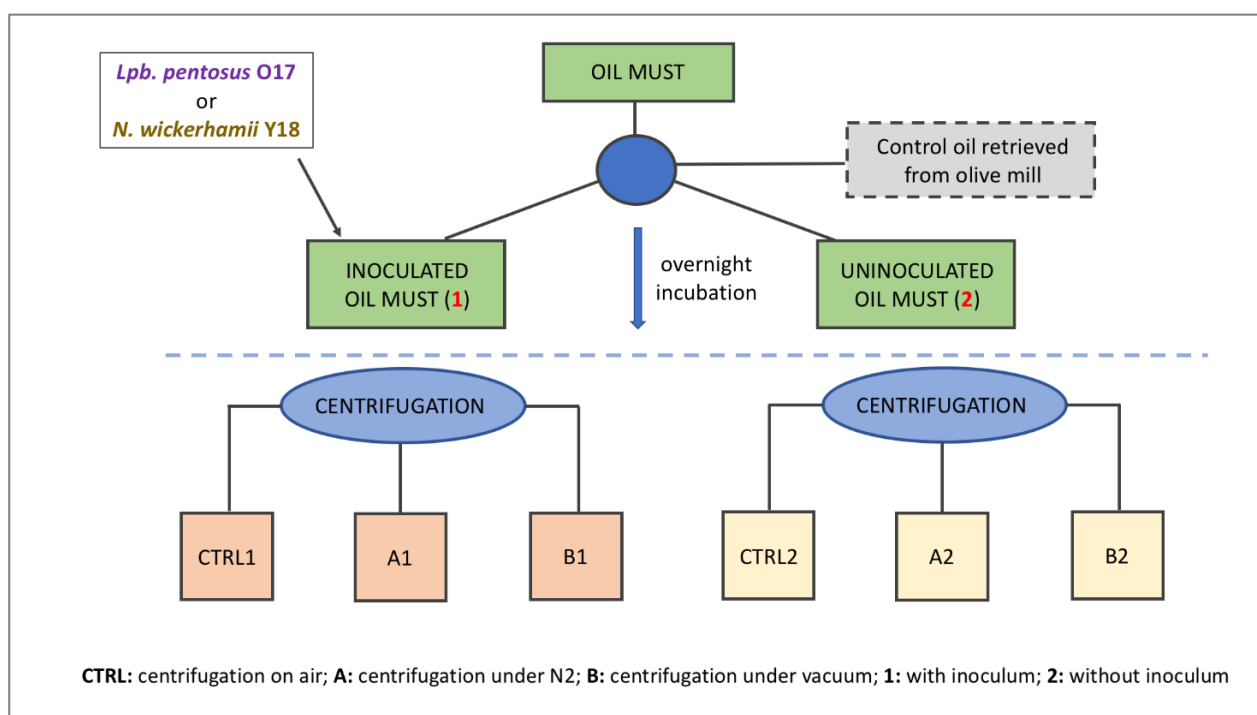 OIL MUST
Lpb. pentosus O17
or
N. wickerhamii Y18
Control oil retrieved
from olive mill
INOCULATED
OIL MUST (1)
overnight
incubation
UNINOCULATED
OIL MUST (2)
CENTRIFUGATION
CENTRIFUGATION
CTRL1
A1
B1
CTRL2
A2
B2
CTRL: centrifugation on air; A: centrifugation under N2; B: centrifugation under vacuum; 1: with inoculum; 2: without inoculum